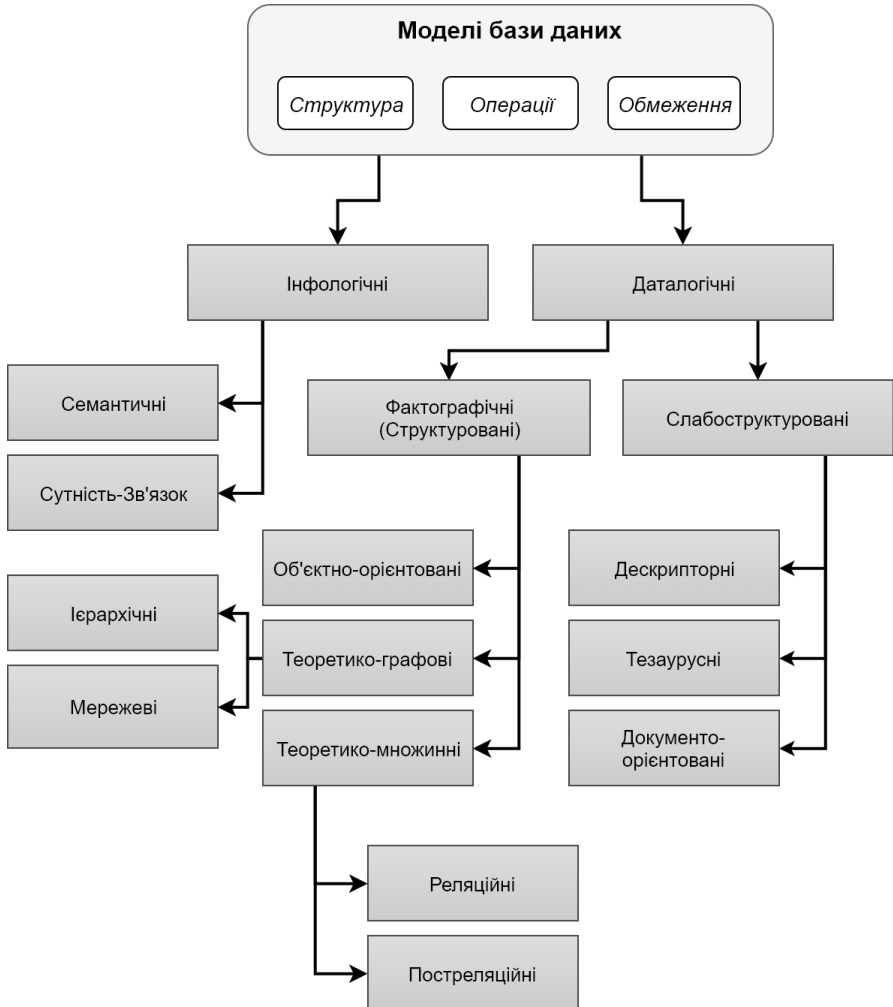 Моделі бази даних
Структура
Операції
Обмеження
Інфологічні
Даталогічні
Семантичні
Фактографічні
(Структуровані)
Слабоструктуровані
Сутність-Зв'язок
Об'єктно-орієнтовані
Дескрипторні
Ієрархічні
Теоретико-графові
Тезаурусні
Мережеві
Теоретико-множинні
Документо-
орієнтовані
Реляційні
Постреляційні